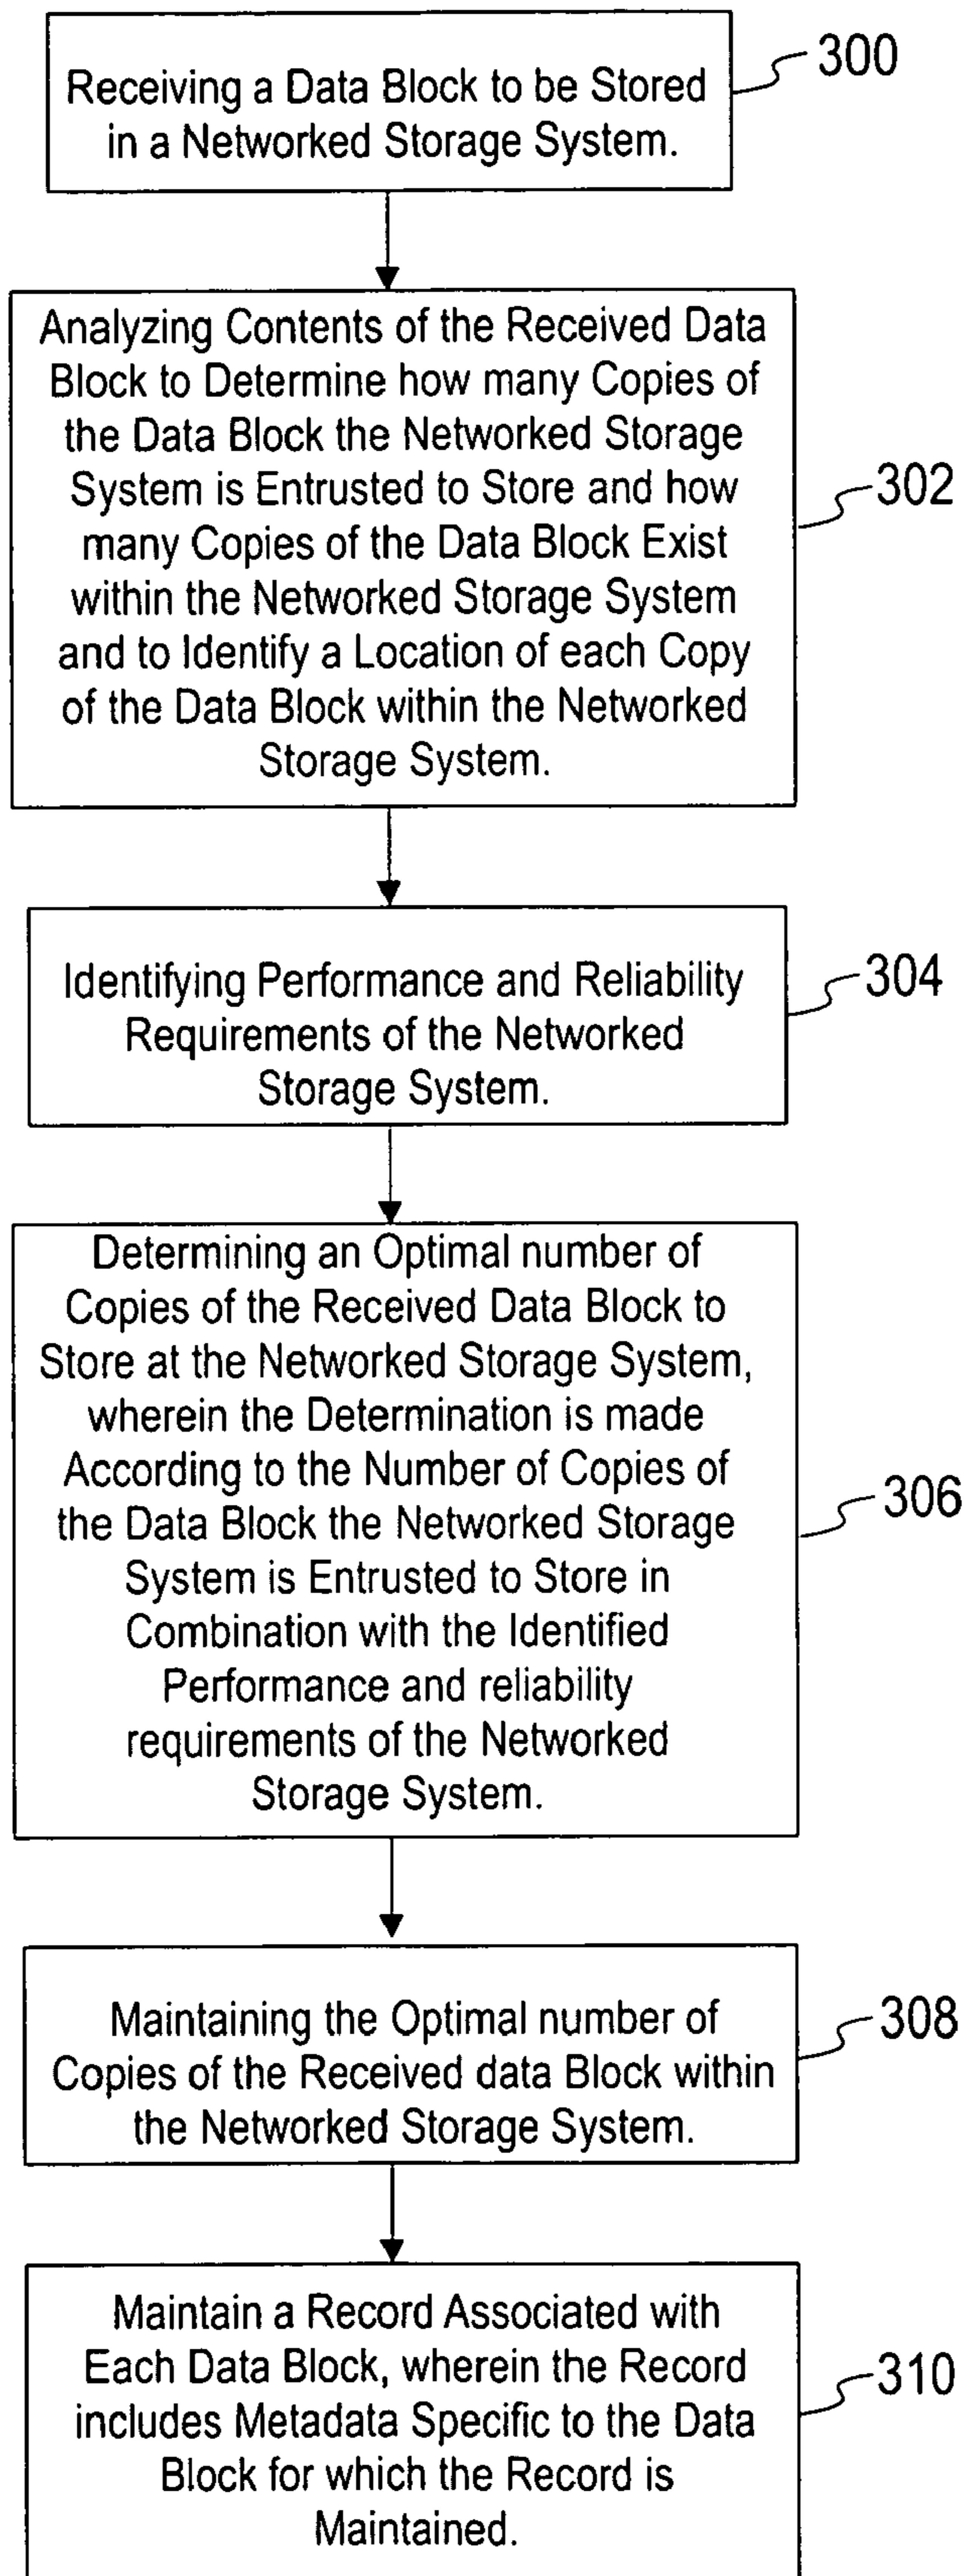 Receiving a Data Block to be Stored
in a Networked Storage System.
300
Analyzing Contents of the Received Data
Block to Determine how many Copies of
the Data Block the Networked Storage
System is Entrusted to Store and how
many Copies of the Data Block Exist
within the Networked Storage System
and to Identify a Location of each Copy
of the Data Block within the Networked
Storage System.
302
Identifying Performance and Reliability
Requirements of the Networked
Storage System.
304
Determining an Optimal number of
Copies of the Received Data Block to
Store at the Networked Storage System,
wherein the Determination is made
According to the Number of Copies of
the Data Block the Networked Storage
System is Entrusted to Store in
Combination with the Identified
Performance and reliability
requirements of the Networked
Storage System.
306
Maintaining the Optimal number of
Copies of the Received data Block within
the Networked Storage System.
308
Maintain a Record Associated with
Each Data Block, wherein the Record
includes Metadata Specific to the Data
Block for which the Record is
Maintained.
310